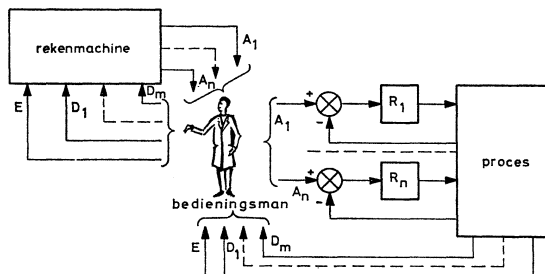 rekenmachine
A1
An
E
D1
Dm
A1
+
-
R1
proces
An
+
-
Rn
bedieningsman
E
D1
Dm